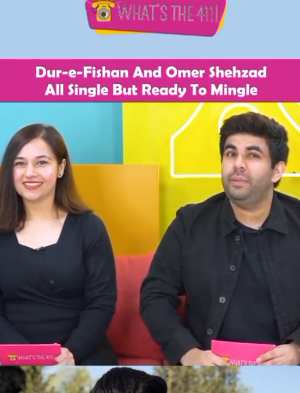 WHAT'S THE 411!
Dur-e-Fishan And Omer Shehzad
All Single But Ready To Mingle
WHAT'S THE 411!
WHAT'S THE 411!